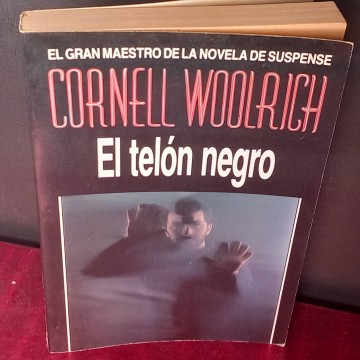 EL GRAN MAESTRO DE LA NOVELA DE SUSPENSE
CORNELL WOOLRICH
El telón negro